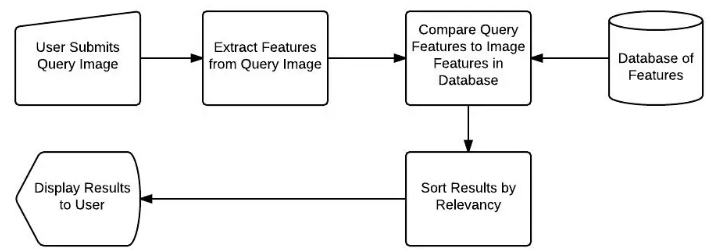 User Submits
Query Image
Extract Features
from Query Image
Compare Query
Features to Image
Features in
Database
Database of
Features
Display Results
to User
Sort Results by
Relevancy